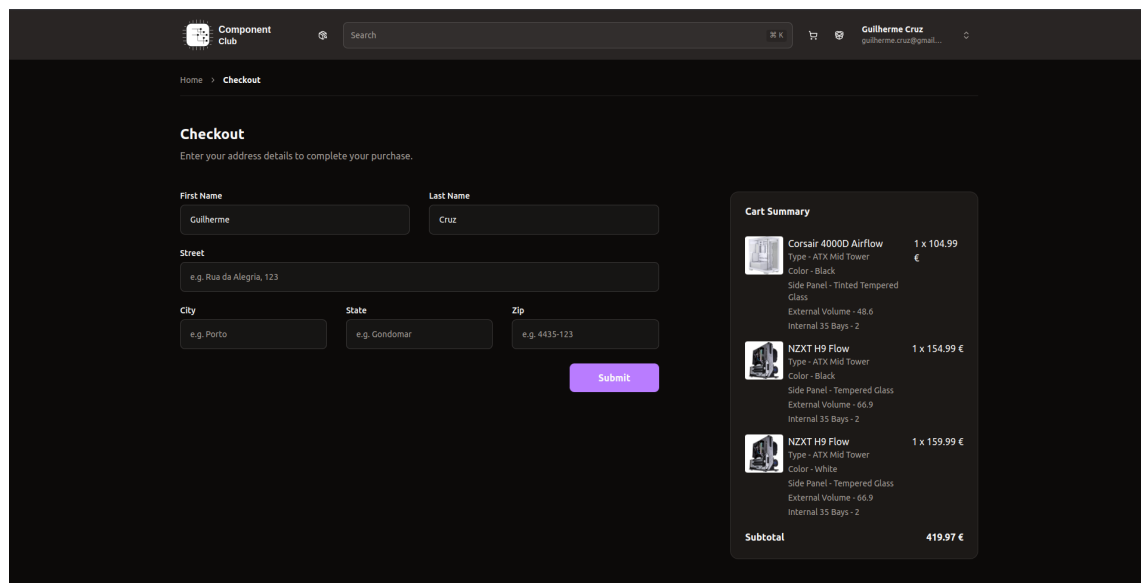 Component
Club
Search
⌘ K
Guilherme Cruz
guilherme.cruz@gmail...
Home > Checkout
Checkout
Enter your address details to complete your purchase.
First Name
Last Name
Guilherme
Cruz
Street
e.g. Rua da Alegria, 123
City
State
Zip
e.g. Porto
e.g. Gondomar
e.g. 4435-123
Submit
Cart Summary
Corsair 4000D Airflow
1 x 104.99
€
Type - ATX Mid Tower
Color - Black
Side Panel - Tinted Tempered
Glass
External Volume - 48.6
Internal 35 Bays - 2
NZXT H9 Flow
1 x 154.99 €
Type - ATX Mid Tower
Color - Black
Side Panel - Tempered Glass
External Volume - 66.9
Internal 35 Bays - 2
NZXT H9 Flow
1 x 159.99 €
Type - ATX Mid Tower
Color - White
Side Panel - Tempered Glass
External Volume - 66.9
Internal 35 Bays - 2
Subtotal
419.97 €